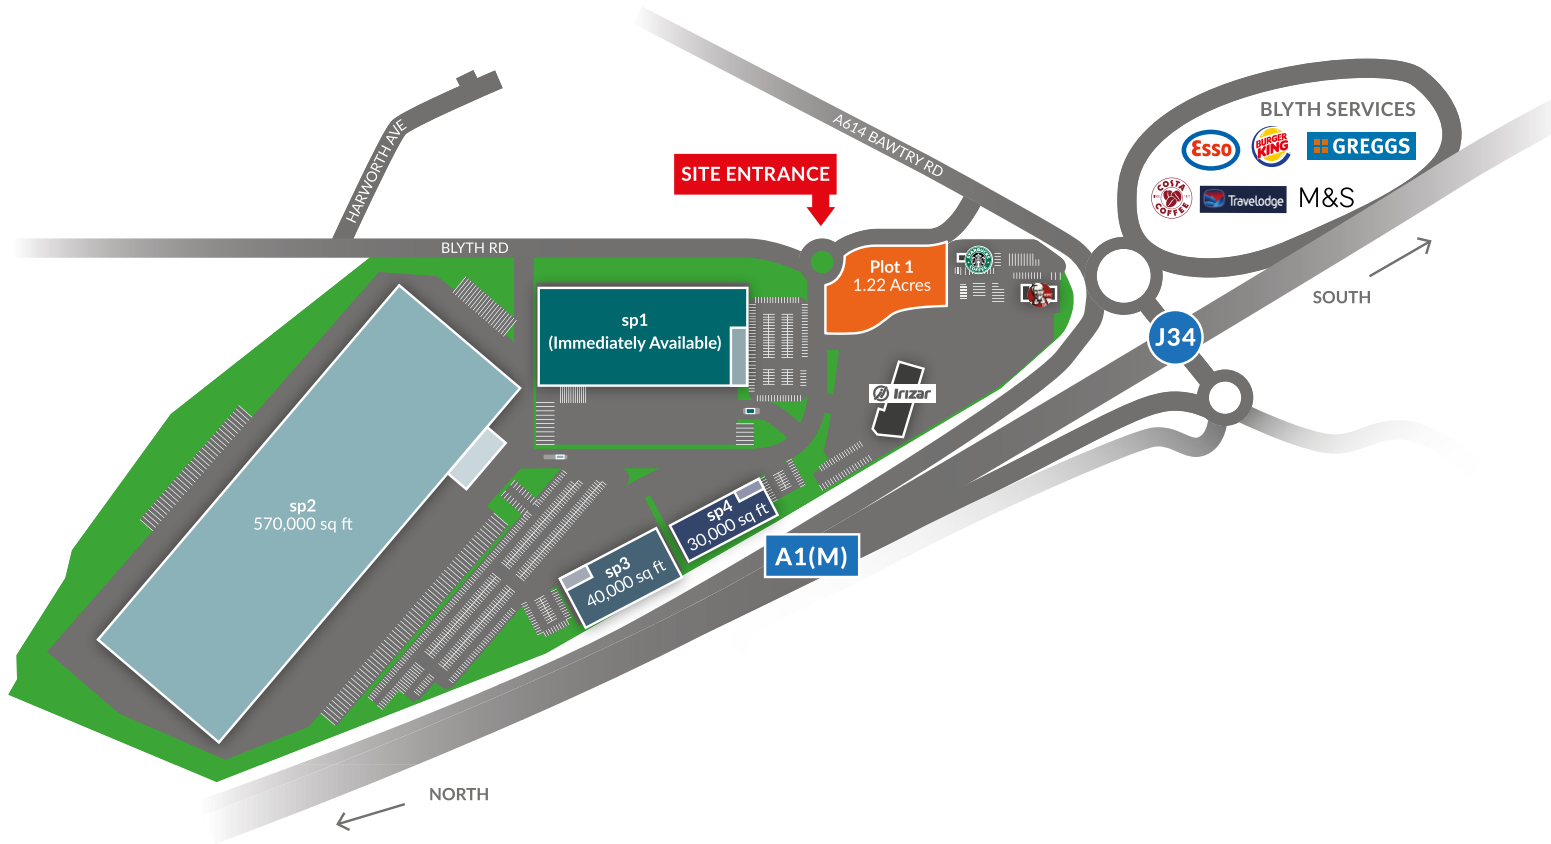 BLYTH SERVICES
Esso
BURGER
KING
GREGGS
COSTA
COFFEE
Travelodge
M&S
A614 BAWTRY RD
HARWORTH AVE
SITE ENTRANCE
BLYTH RD
Plot 1
1.22 Acres
STARBUCKS
COFFEE
SOUTH
sp1
(Immediately Available)
J34
Irizar
sp2
570,000 sq ft
sp4
30,000 sq ft
sp3
40,000 sq ft
A1(M)
NORTH